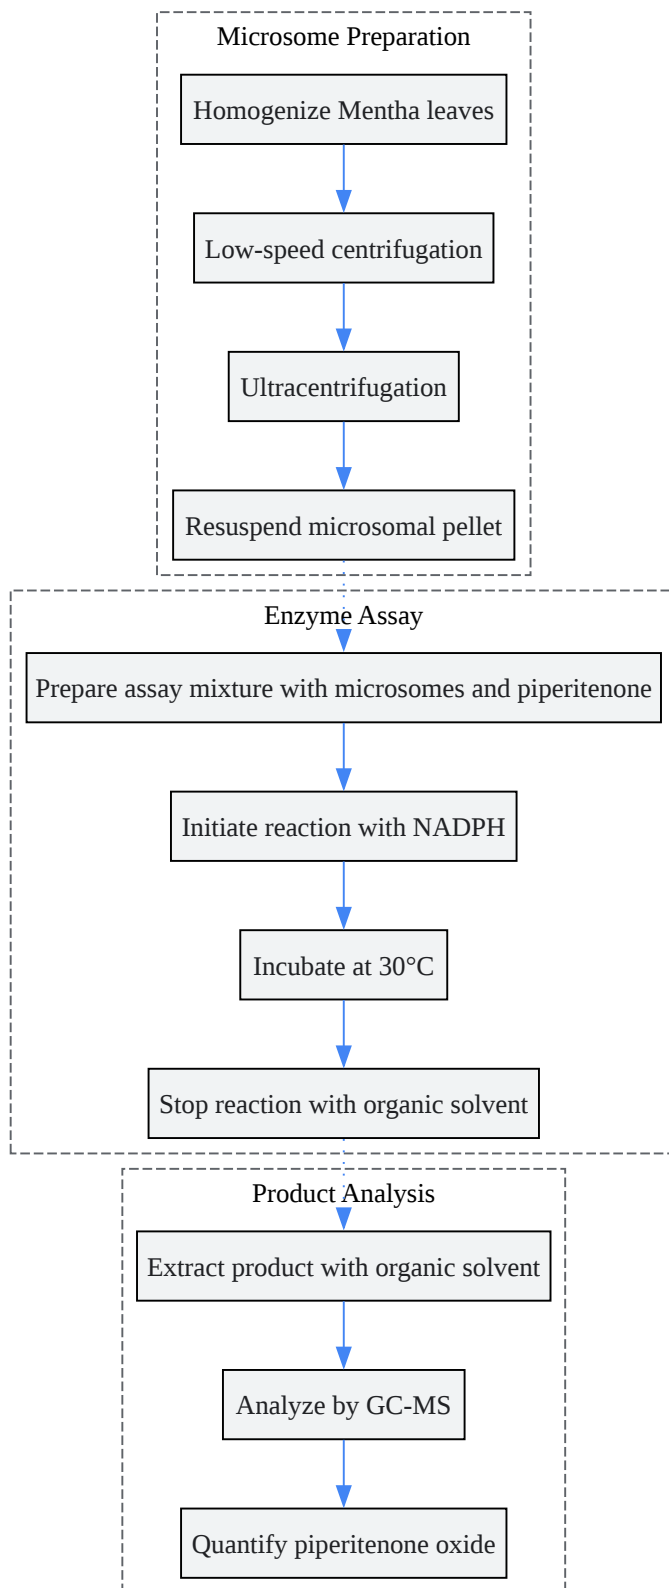 Microsome Preparation
Homogenize Mentha leaves
Low-speed centrifugation
Ultracentrifugation
Resuspend microsomal pellet
Enzyme Assay
Prepare assay mixture with microsomes and piperitenone
Initiate reaction with NADPH
Incubate at 30°C
Stop reaction with organic solvent
Product Analysis
Extract product with organic solvent
Analyze by GC-MS
Quantify piperitenone oxide